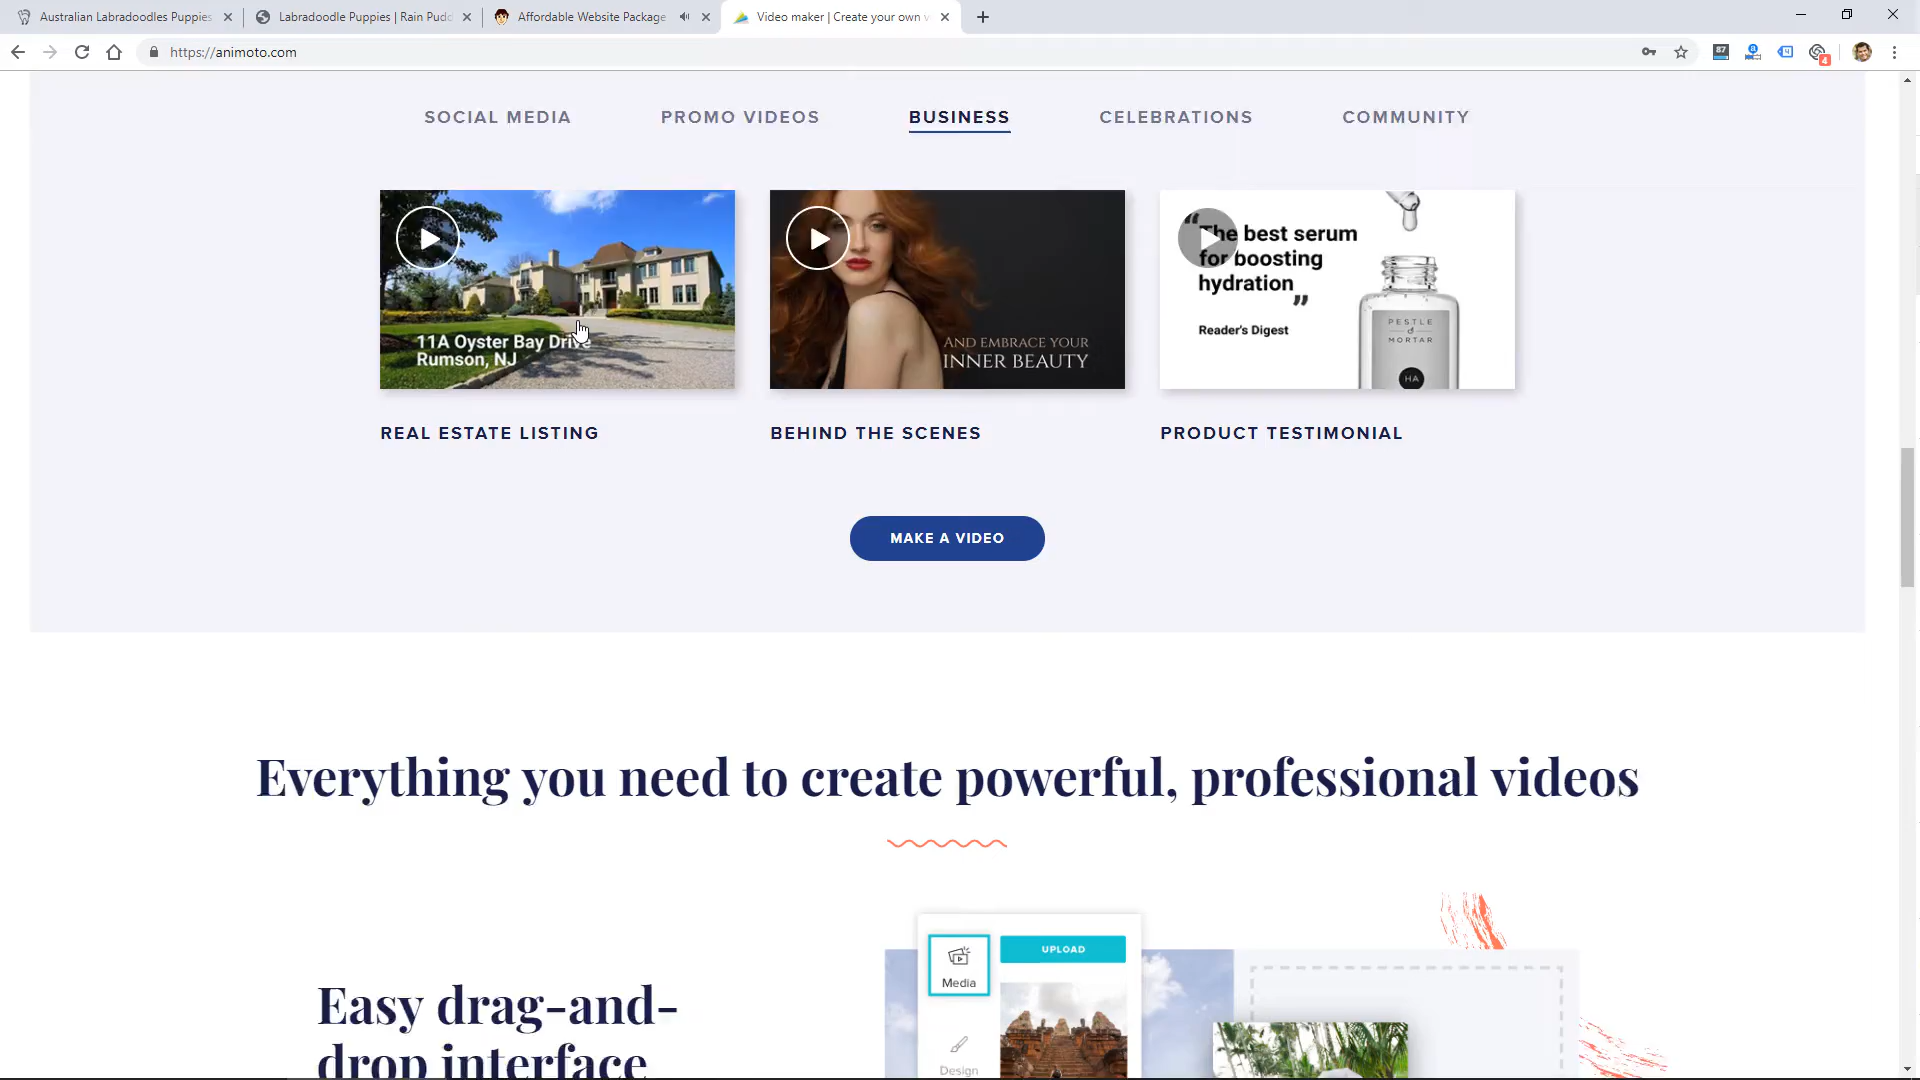 Australian Labradoodles Puppies
Labradoodle Puppies | Rain Pudd
Affordable Website Package
Video maker | Create your own v
https://animoto.com
87
4
SOCIAL MEDIA
PROMO VIDEOS
BUSINESS
CELEBRATIONS
COMMUNITY
11A Oyster Bay Drive
Rumson, NJ
AND EMBRACE YOUR
INNER BEAUTY
“The best serum
for boosting
hydration”
Reader's Digest
PESTLE
&
MORTAR
HA
REAL ESTATE LISTING
BEHIND THE SCENES
PRODUCT TESTIMONIAL
MAKE A VIDEO
Everything you need to create powerful, professional videos
Easy drag-and-
drop interface
Media
UPLOAD
Design